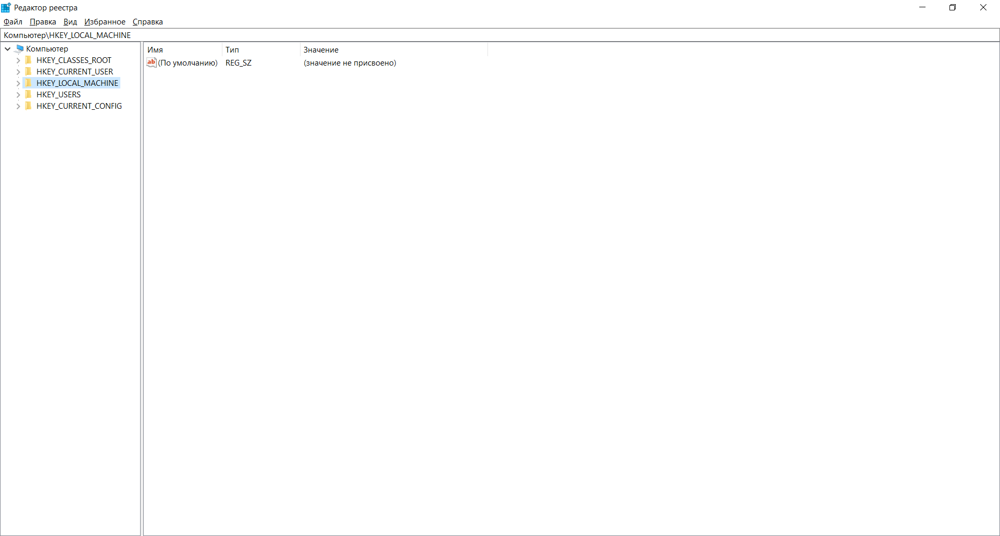 Редактор реестра
Файл Правка Вид Избранное Справка
Компьютер\HKEY_LOCAL_MACHINE
Компьютер
HKEY_CLASSES_ROOT
HKEY_CURRENT_USER
HKEY_LOCAL_MACHINE
HKEY_USERS
HKEY_CURRENT_CONFIG
Имя Тип Значение
ab (По умолчанию) REG_SZ (значение не присвоено)